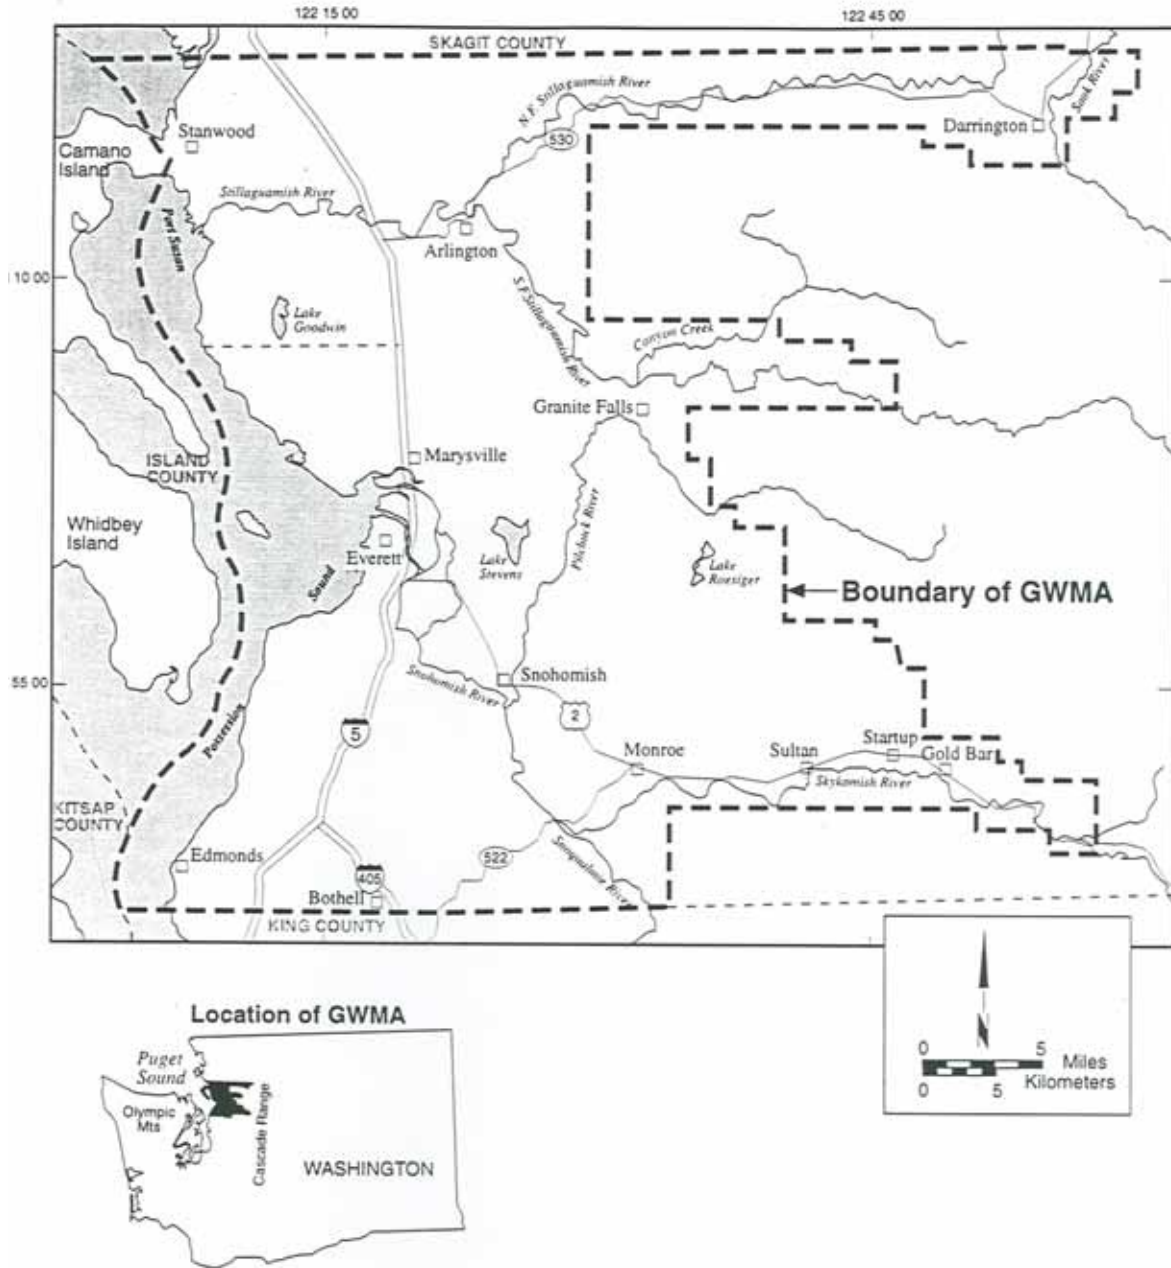 122 15 00
122 45 00
SKAGIT COUNTY
N.F. Stillaguamish River
Sauk River
Stanwood
530
Darrington
Camano
Island
Stillaguamish River
Port Susan
Arlington
10 00
Lake
Goodwin
S.F. Stillaguamish River
Canyon Creek
Granite Falls
Marysville
ISLAND
COUNTY
Whidbey
Island
Everett
Lake
Stevens
Pilchuck River
Lake
Roesiger
Sound
Boundary of GWMA
55 00
Snohomish
Snohomish River
2
Possession
5
Monroe
Sultan
Startup
Gold Bar
Skykamish River
KITSAP
COUNTY
Edmonds
522
Snoqualmie River
405
Bothell
KING COUNTY
N
0 5 Miles
0 5 Kilometers
Location of GWMA
Puget
Sound
Olympic
Mts
Cascade Range
WASHINGTON